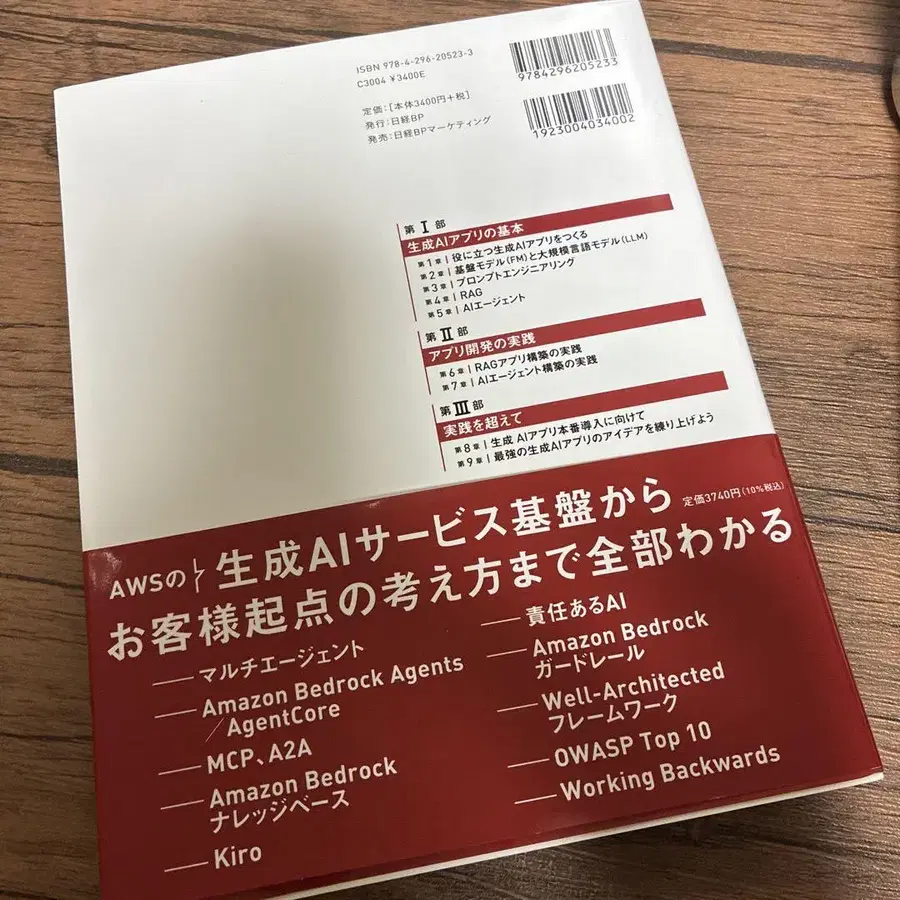 ISBN 978-4-296-20523-3
C3004 ¥3400E
定価:[本体3400円+税]
発行:日経BP
発売:日経BPマーケティング
9784296205233
1923004034002
第Ⅰ部
生成AIアプリの基本
第1章|役に立つ生成AIアプリをつくる
第2章|基盤モデル(FM)と大規模言語モデル(LLM)
第3章|プロンプトエンジニアリング
第4章|RAG
第5章|AIエージェント
第Ⅱ部
アプリ開発の実践
第6章|RAGアプリ構築の実践
第7章|AIエージェント構築の実践
第Ⅲ部
実践を超えて
第8章|生成 AIアプリ本番導入に向けて
第9章|最強の生成AIアプリのアイデアを練り上げよう
定価3740円(10%税込)
AWSの生成AIサービス基盤から
お客様起点の考え方まで全部わかる
マルチエージェント
Amazon Bedrock Agents
/AgentCore
MCP、A2A
Amazon Bedrock
ナレッジベース
Kiro
責任あるAI
Amazon Bedrock
ガードレール
Well-Architected
フレームワーク
OWASP Top 10
Working Backwards